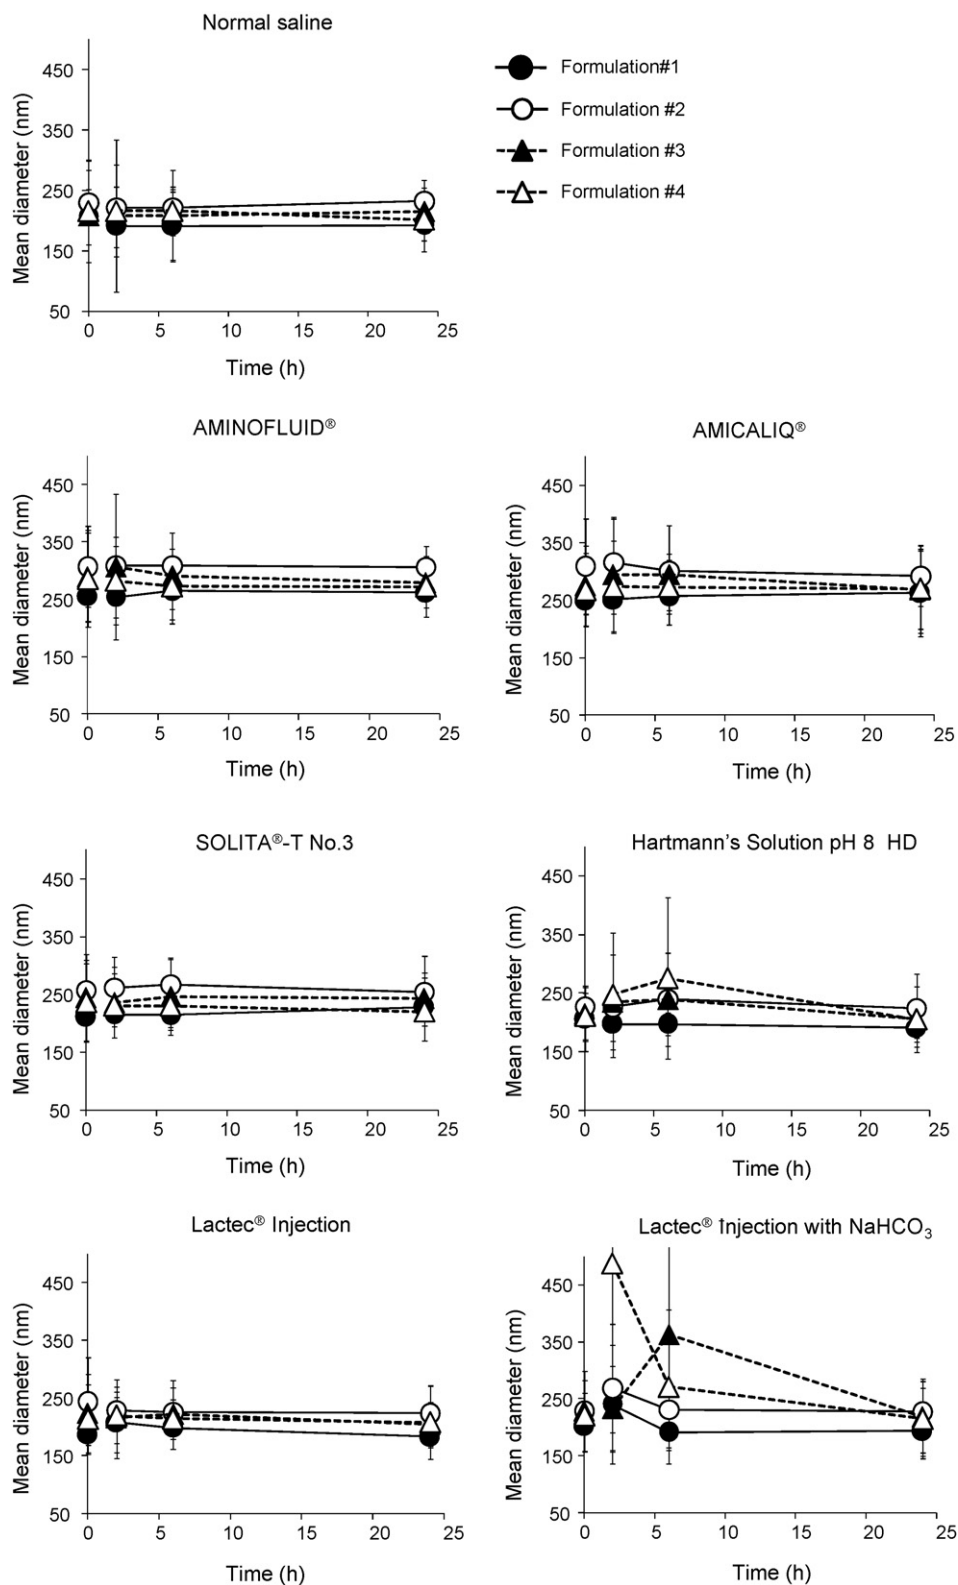 Normal saline
Mean diameter (nm)
450
350
250
150
50
0 5 10 15 20 25
Time (h)
Formulation#1
Formulation #2
Formulation #3
Formulation #4
AMINOFLUID®
Mean diameter (nm)
450
350
250
150
50
0 5 10 15 20 25
Time (h)
AMICALIQ®
Mean diameter (nm)
450
350
250
150
50
0 5 10 15 20 25
Time (h)
SOLITA®-T No.3
Mean diameter (nm)
450
350
250
150
50
0 5 10 15 20 25
Time (h)
Hartmann's Solution pH 8 HD
Mean diameter (nm)
450
350
250
150
50
0 5 10 15 20 25
Time (h)
Lactec® Injection
Mean diameter (nm)
450
350
250
150
50
0 5 10 15 20 25
Time (h)
Lactec® Injection with NaHCO₃
Mean diameter (nm)
450
350
250
150
50
0 5 10 15 20 25
Time (h)